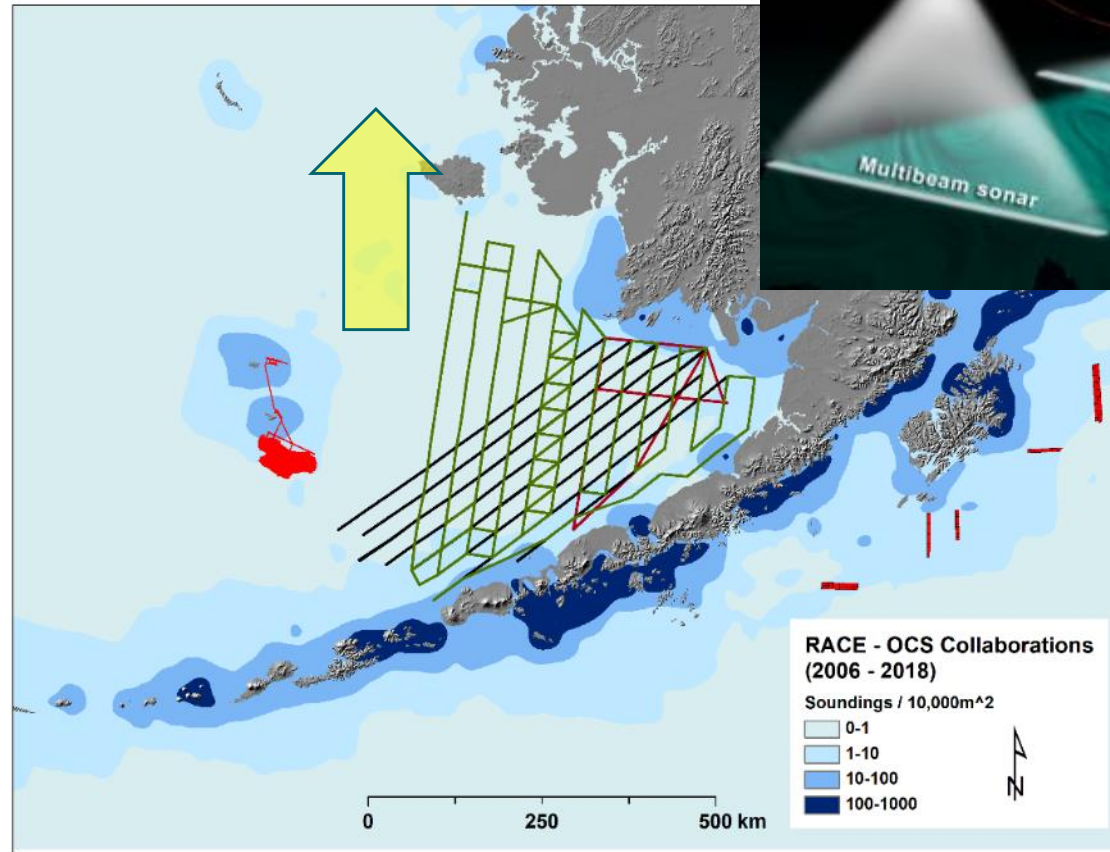 Multibeam sonar
RACE - OCS Collaborations
(2006 - 2018)
Soundings / 10,000m^2
0-1
1-10
10-100
100-1000
N
0 250 500 km